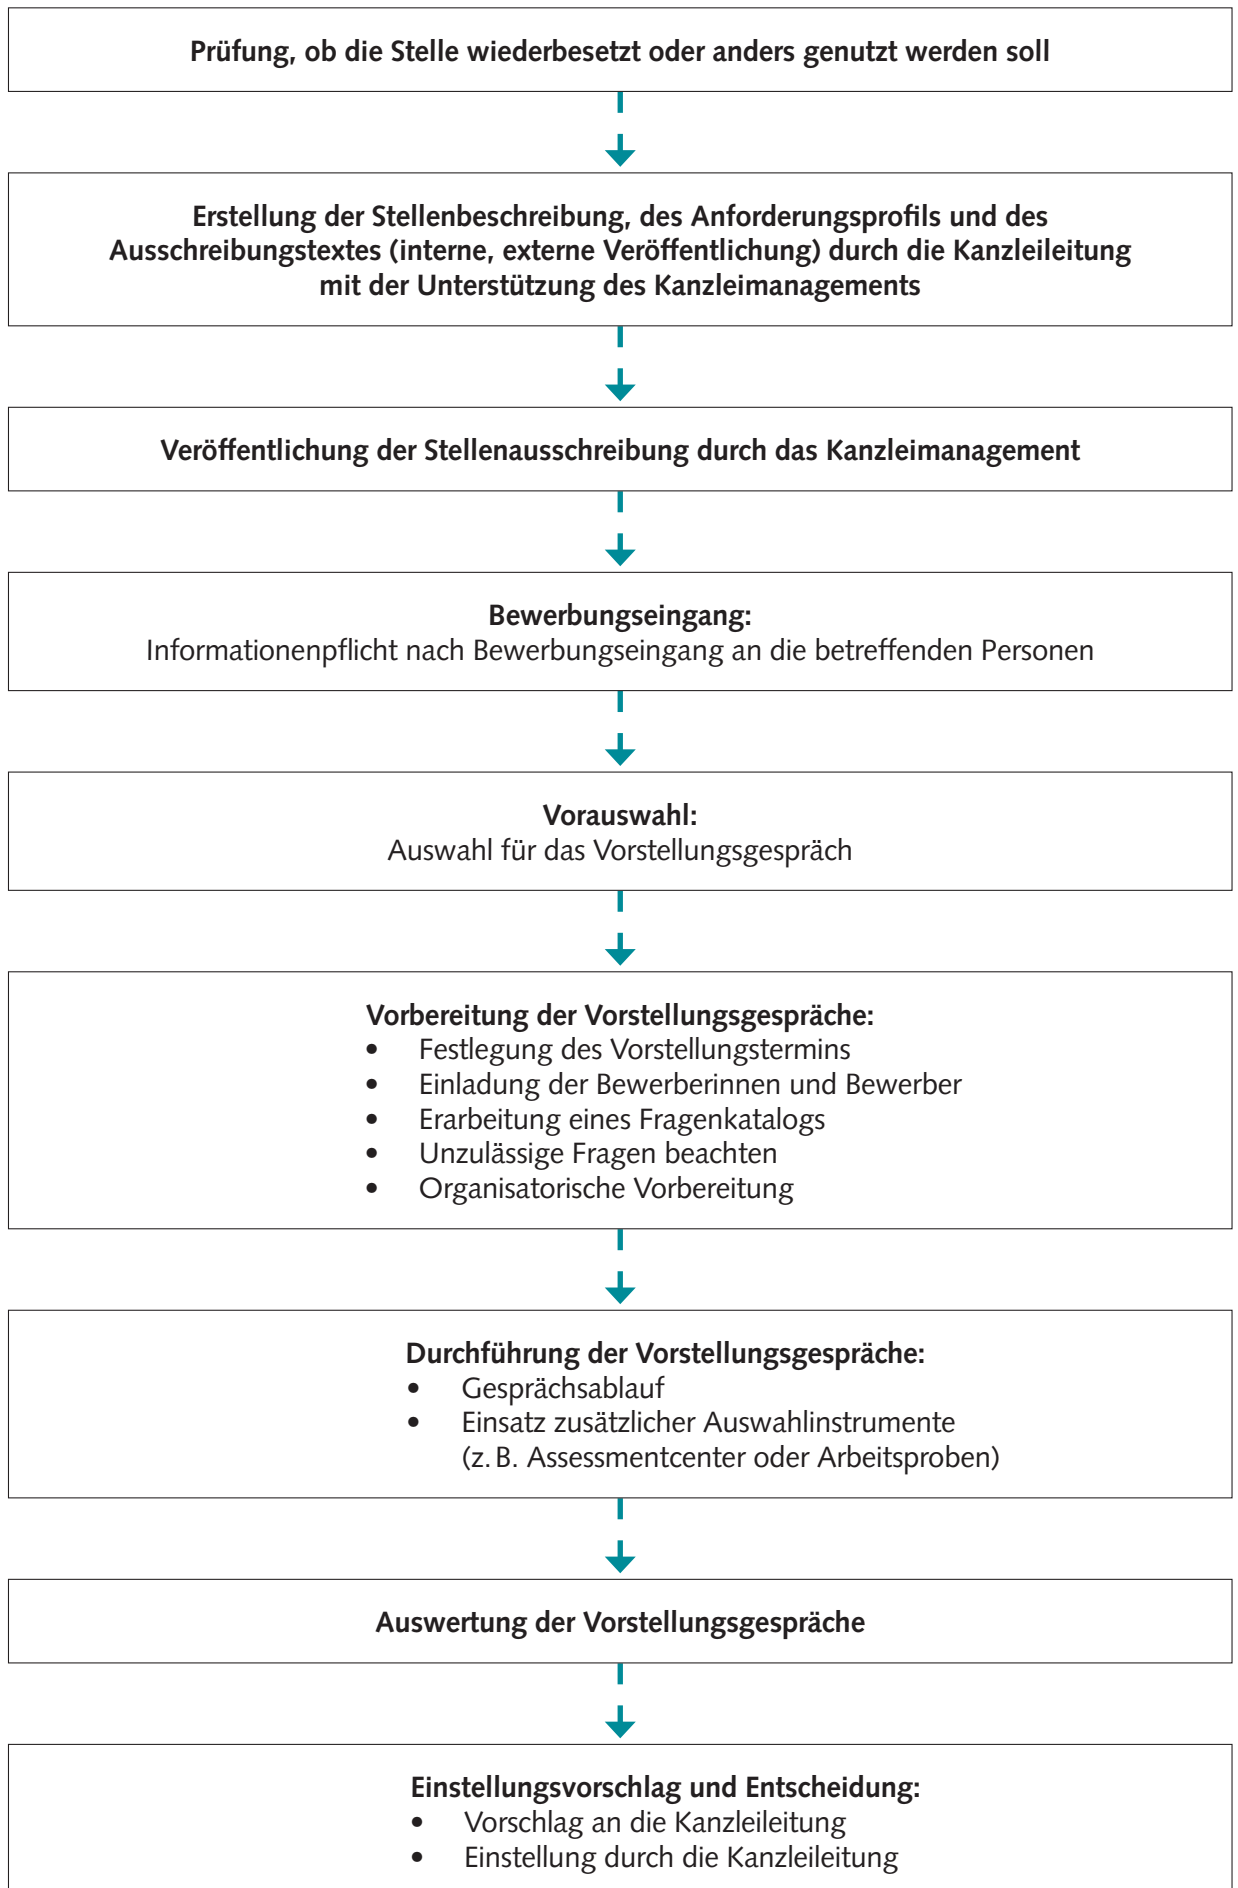 Prüfung, ob die Stelle wiederbesetzt oder anders genutzt werden soll
Erstellung der Stellenbeschreibung, des Anforderungsprofils und des
Ausschreibungstextes (interne, externe Veröffentlichung) durch die Kanzleileitung
mit der Unterstützung des Kanzleimanagements
Veröffentlichung der Stellenausschreibung durch das Kanzleimanagement
Bewerbungseingang:
Informationenpflicht nach Bewerbungseingang an die betreffenden Personen
Vorauswahl:
Auswahl für das Vorstellungsgespräch
Vorbereitung der Vorstellungsgespräche:
• Festlegung des Vorstellungstermins
• Einladung der Bewerberinnen und Bewerber
• Erarbeitung eines Fragenkatalogs
• Unzulässige Fragen beachten
• Organisatorische Vorbereitung
Durchführung der Vorstellungsgespräche:
• Gesprächsablauf
• Einsatz zusätzlicher Auswahlinstrumente
(z. B. Assessmentcenter oder Arbeitsproben)
Auswertung der Vorstellungsgespräche
Einstellungsvorschlag und Entscheidung:
• Vorschlag an die Kanzleileitung
• Einstellung durch die Kanzleileitung